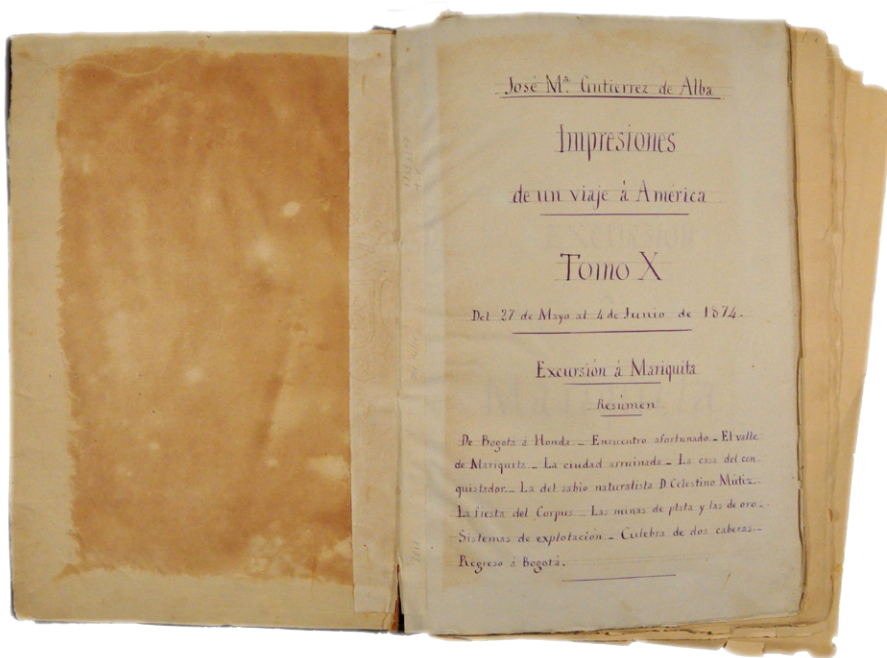 José Mª. Gutierrez de Alba
Impresiones
de un viaje á América
Tomo X
Del 27 de Mayo al 4 de Junio de 1874.
Excursión á Mariquita
Resúmen
De Bogotá á Honda._ Encuentro afortunado._ El valle
de Mariquita._ La ciudad arruinada._ La casa del con-
quistador._ La del sabio naturalista D. Celestino Mútiz._
La fiesta del Corpus._ Las minas de plata y las de oro._
Sistemas de explotación._ Culebra de dos cabezas._
Regreso á Bogotá.